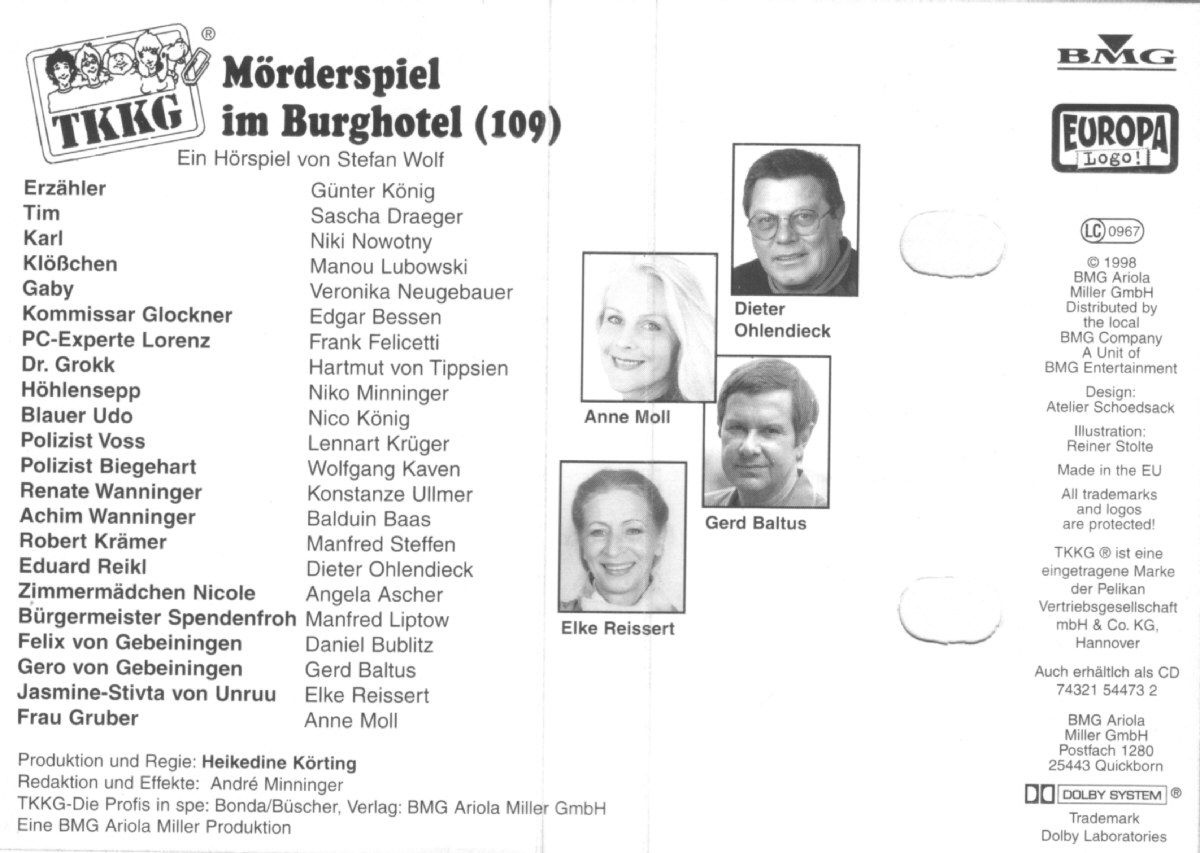 TKKG ®
Mörderspiel
im Burghotel (109)
Ein Hörspiel von Stefan Wolf
Erzähler Günter König
Tim Sascha Draeger
Karl Niki Nowotny
Klößchen Manou Lubowski
Gaby Veronika Neugebauer
Kommissar Glockner Edgar Bessen
PC-Experte Lorenz Frank Felicetti
Dr. Grokk Hartmut von Tippsien
Höhlensepp Niko Minninger
Blauer Udo Nico König
Polizist Voss Lennart Krüger
Polizist Biegehart Wolfgang Kaven
Renate Wanninger Konstanze Ullmer
Achim Wanninger Balduin Baas
Robert Krämer Manfred Steffen
Eduard Reikl Dieter Ohlendieck
Zimmermädchen Nicole Angela Ascher
Bürgermeister Spendenfroh Manfred Liptow
Felix von Gebeiningen Daniel Bublitz
Gero von Gebeiningen Gerd Baltus
Jasmine-Stivta von Unruu Elke Reissert
Frau Gruber Anne Moll
Produktion und Regie: Heikedine Körting
Redaktion und Effekte: André Minninger
TKKG-Die Profis in spe: Bonda/Büscher, Verlag: BMG Ariola Miller GmbH
Eine BMG Ariola Miller Produktion
Dieter
Ohlendieck
Anne Moll
Gerd Baltus
Elke Reissert
BMG
EUROPA
Logo!
LC 0967
© 1998
BMG Ariola
Miller GmbH
Distributed by
the local
BMG Company
A Unit of
BMG Entertainment
Design:
Atelier Schoedsack
Illustration:
Reiner Stolte
Made in the EU
All trademarks
and logos
are protected!
TKKG ® ist eine
eingetragene Marke
der Pelikan
Vertriebsgesellschaft
mbH & Co. KG,
Hannover
Auch erhältlch als CD
74321 54473 2
BMG Ariola
Miller GmbH
Postfach 1280
25443 Quickborn
DOLBY SYSTEM ®
Trademark
Dolby Laboratories